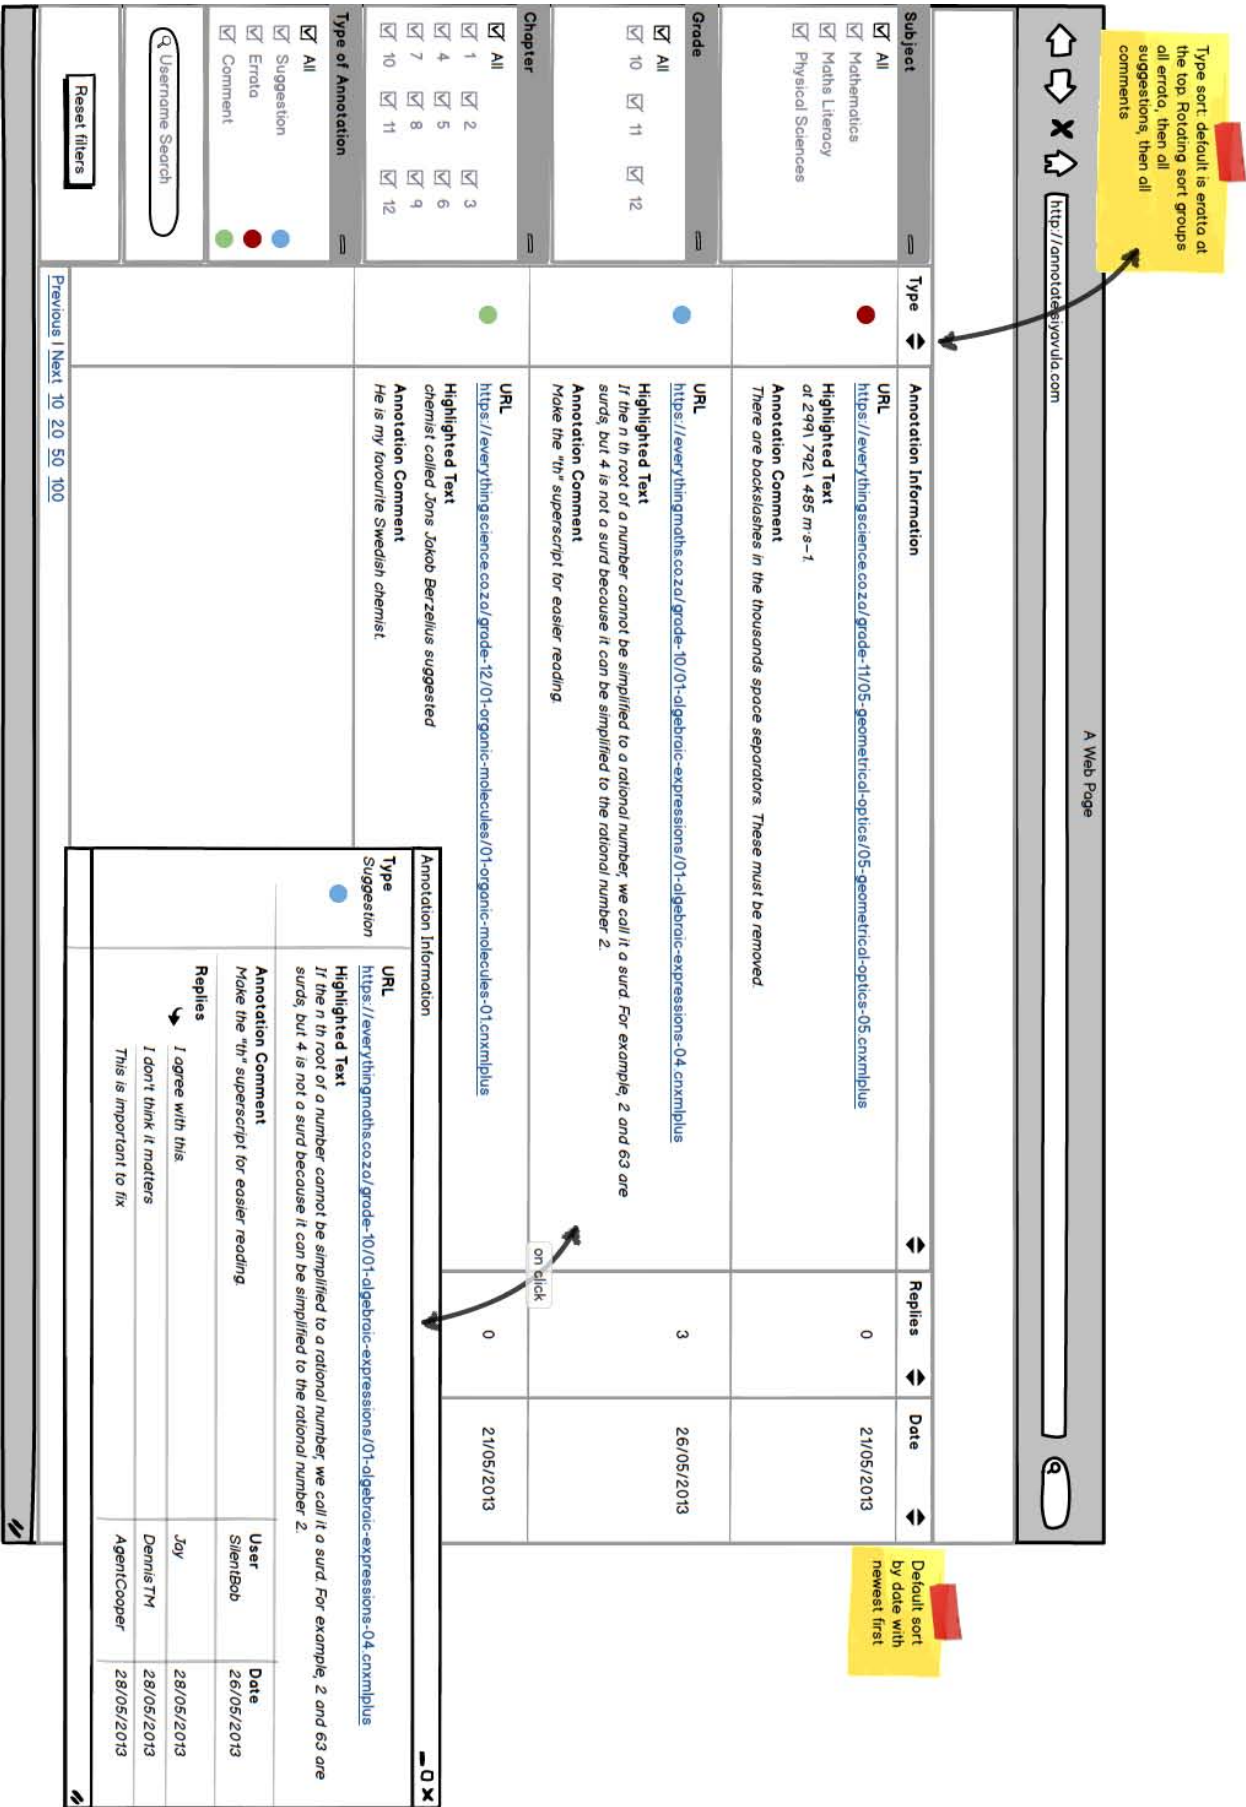 Type sort: default is eratta at
the top. Rotating sort groups
all errata, then all
suggestions, then all
comments
A Web Page
http://annotate.siyavula.com
Default sort
by date with
newest first
Subject
All
Mathematics
Maths Literacy
Physical Sciences
Grade
All
10 11 12
Chapter
All
1 2 3
4 5 6
7 8 9
10 11 12
Type of Annotation
All
Suggestion
Errata
Comment
Username Search
Reset filters
Type Annotation Information Replies Date
URL
https://everythingscience.co.za/grade-11/05-geometrical-optics/05-geometrical-optics-05.cnxmlplus
Highlighted Text
at 299\ 792\ 485 m·s−1.
Annotation Comment
There are backslashes in the thousands space separators. These must be removed.
0 21/05/2013
URL
https://everythingmaths.co.za/grade-10/01-algebraic-expressions/01-algebraic-expressions-04.cnxmlplus
Highlighted Text
If the n th root of a number cannot be simplified to a rational number, we call it a surd. For example, 2 and 63 are
surds, but 4 is not a surd because it can be simplified to the rational number 2.
Annotation Comment
Make the "th" superscript for easier reading.
3 26/05/2013
on click
URL
https://everythingscience.co.za/grade-12/01-organic-molecules/01-organic-molecules-01.cnxmlplus
Highlighted Text
chemist called Jons Jakob Berzelius suggested
Annotation Comment
He is my favourite Swedish chemist.
0 21/05/2013
Previous | Next 10 20 50 100
Annotation Information
Type
Suggestion
URL
https://everythingmaths.co.za/grade-10/01-algebraic-expressions/01-algebraic-expressions-04.cnxmlplus
Highlighted Text
If the n th root of a number cannot be simplified to a rational number, we call it a surd. For example, 2 and 63 are
surds, but 4 is not a surd because it can be simplified to the rational number 2.
Annotation Comment User Date
Make the "th" superscript for easier reading. SilentBob 26/05/2013
Replies
I agree with this. Jay 28/05/2013
I don't think it matters DennisTM 28/05/2013
This is important to fix AgentCooper 28/05/2013